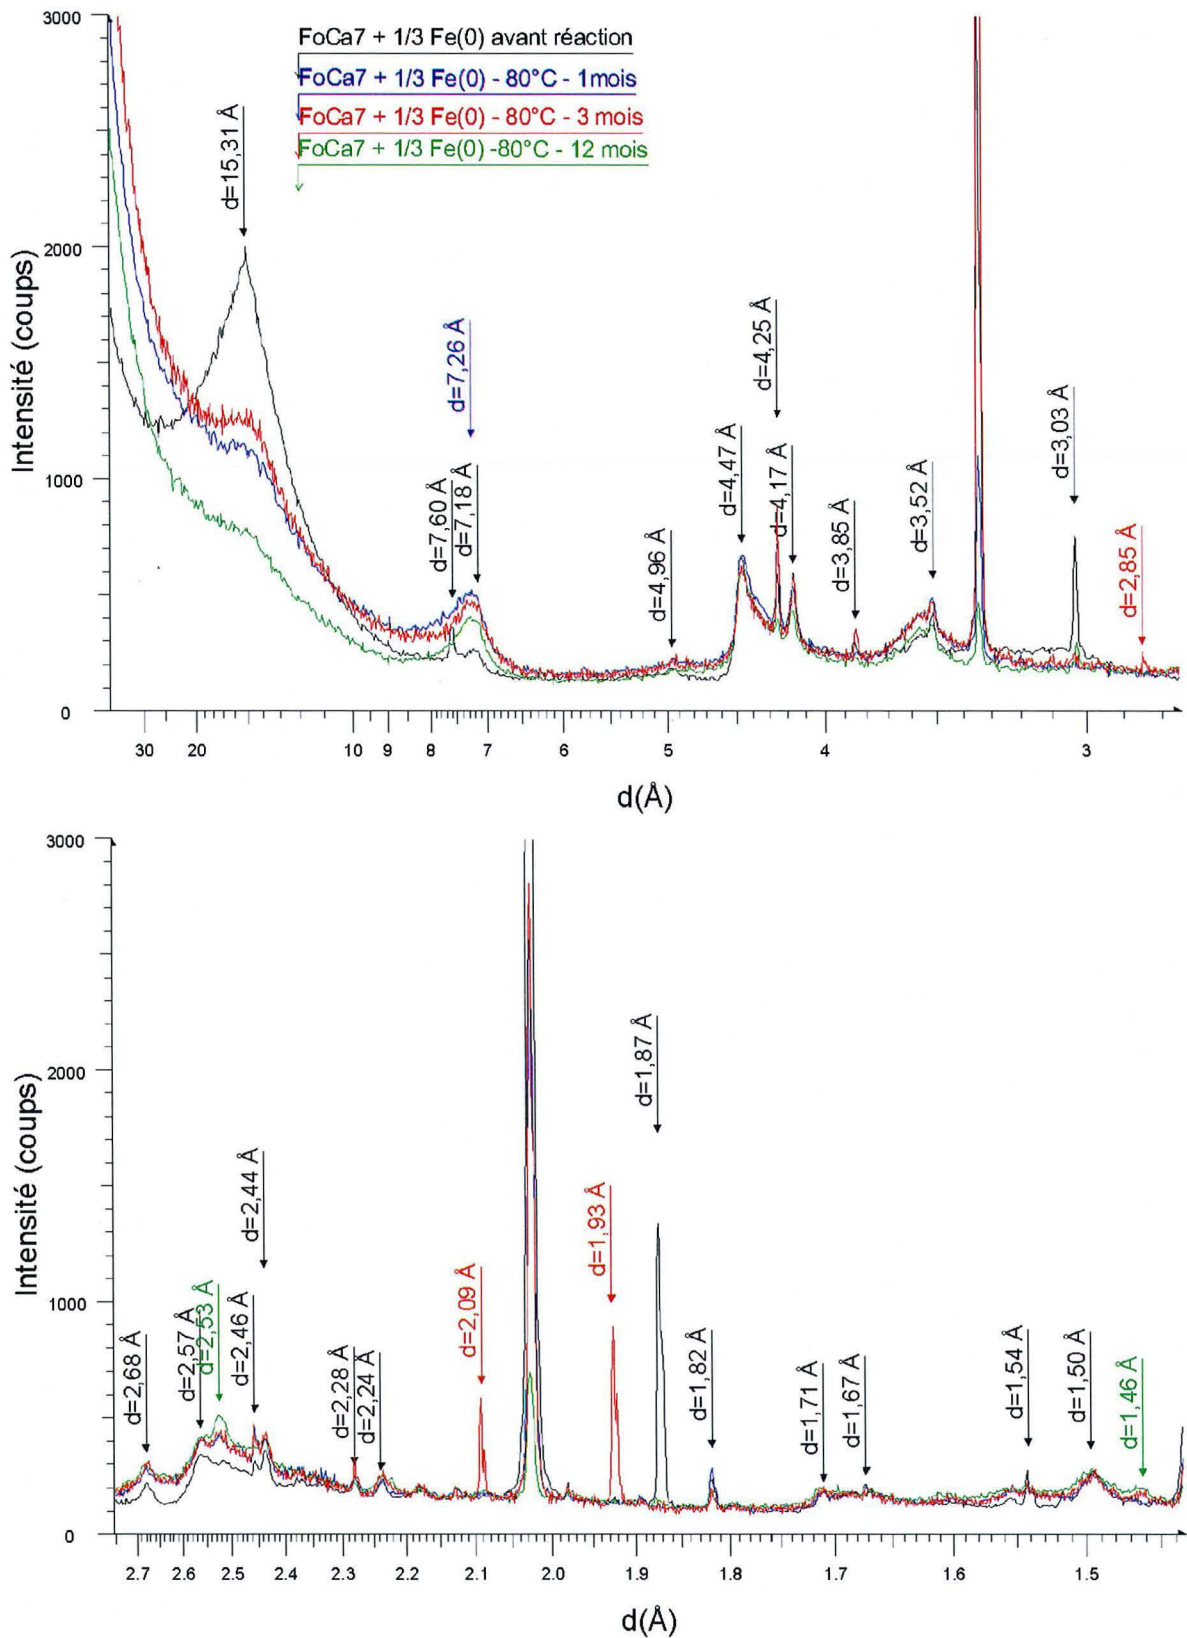 3000
2000
1000
0
Intensité (coups)
FoCa7 + 1/3 Fe(0) avant réaction
FoCa7 + 1/3 Fe(0) - 80°C - 1mois
FoCa7 + 1/3 Fe(0) - 80°C - 3 mois
FoCa7 + 1/3 Fe(0) -80°C - 12 mois
d=15,31 Å
d=7,60 Å
d=7,26 Å
d=7,18 Å
d=4,96 Å
d=4,47 Å
d=4,25 Å
d=4,17 Å
d=3,85 Å
d=3,52 Å
d=3,03 Å
d=2,85 Å
30 20 10 9 8 7 6 5 4 3
d(Å)
3000
2000
1000
0
Intensité (coups)
d=2,68 Å
d=2,57 Å
d=2,53 Å
d=2,46 Å
d=2,44 Å
d=2,28 Å
d=2,24 Å
d=2,09 Å
d=1,93 Å
d=1,87 Å
d=1,82 Å
d=1,71 Å
d=1,67 Å
d=1,54 Å
d=1,50 Å
d=1,46 Å
2.7 2.6 2.5 2.4 2.3 2.2 2.1 2.0 1.9 1.8 1.7 1.6 1.5
d(Å)